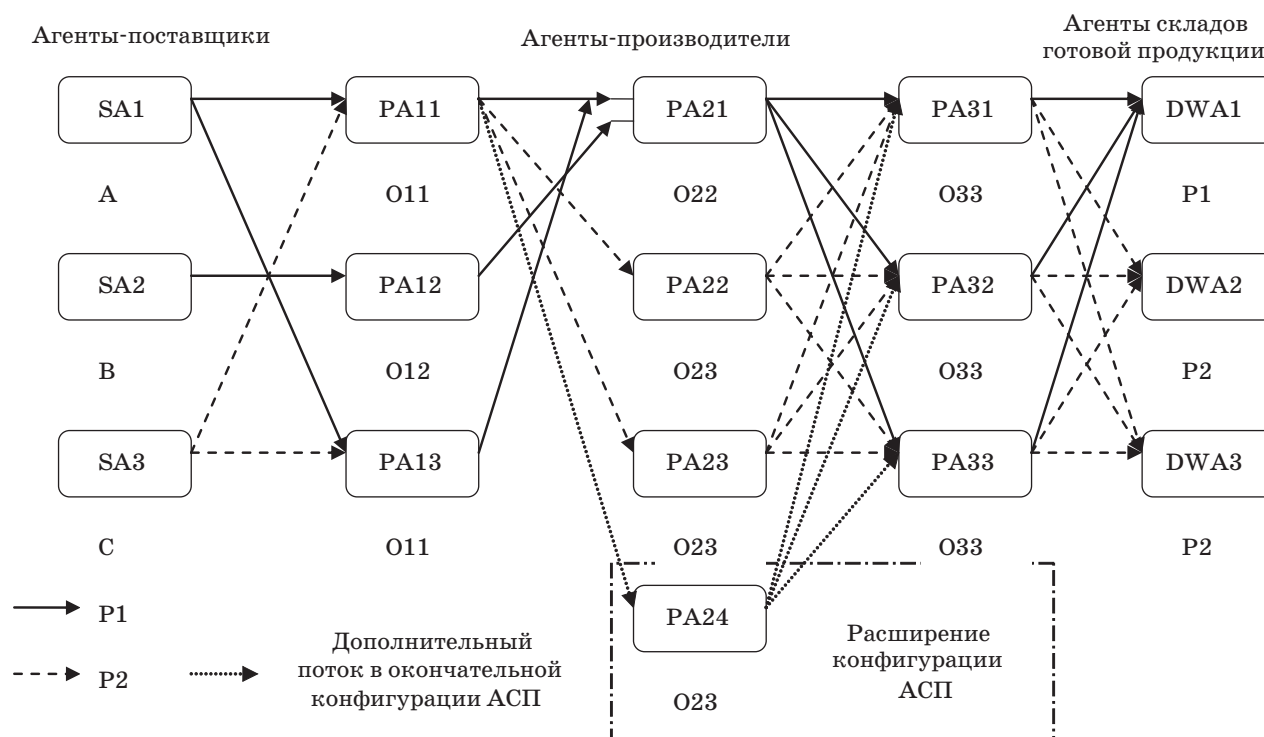 Агенты-поставщики
Агенты-производители
Агенты складов
готовой продукции
SA1
PA11
PA21
PA31
DWA1
A
O11
O22
O33
P1
SA2
PA12
PA22
PA32
DWA2
B
O12
O23
O33
P2
SA3
PA13
PA23
PA33
DWA3
C
O11
O23
O33
P2
P1
P2
Дополнительный
поток в окончательной
конфигурации АСП
PA24
O23
Расширение
конфигурации
АСП